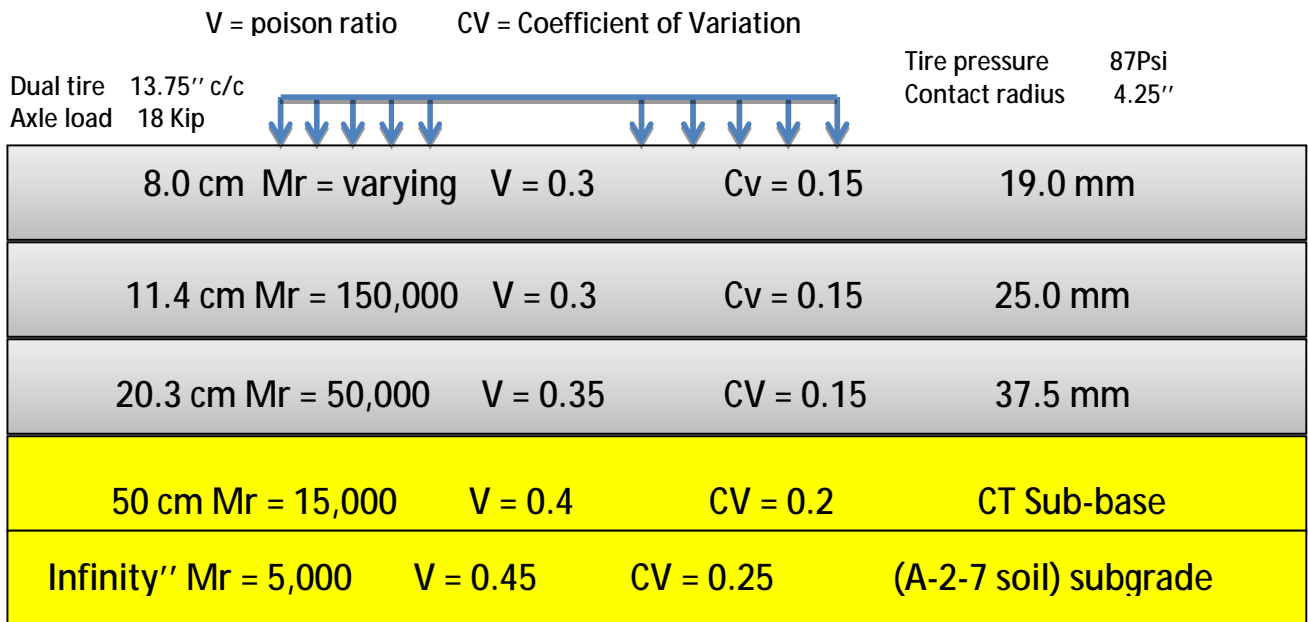 V = poison ratio CV = Coefficient of Variation
Tire pressure 87Psi
Dual tire 13.75’’ c/c
Contact radius 4.25’’
Axle load 18 Kip
8.0 cm Mr = varying V = 0.3 Cv = 0.15 19.0 mm
11.4 cm Mr = 150,000 V = 0.3 Cv = 0.15 25.0 mm
20.3 cm Mr = 50,000 V = 0.35 CV = 0.15 37.5 mm
50 cm Mr = 15,000 V = 0.4 CV = 0.2 CT Sub-base
Infinity’’ Mr = 5,000 V = 0.45 CV = 0.25 (A-2-7 soil) subgrade